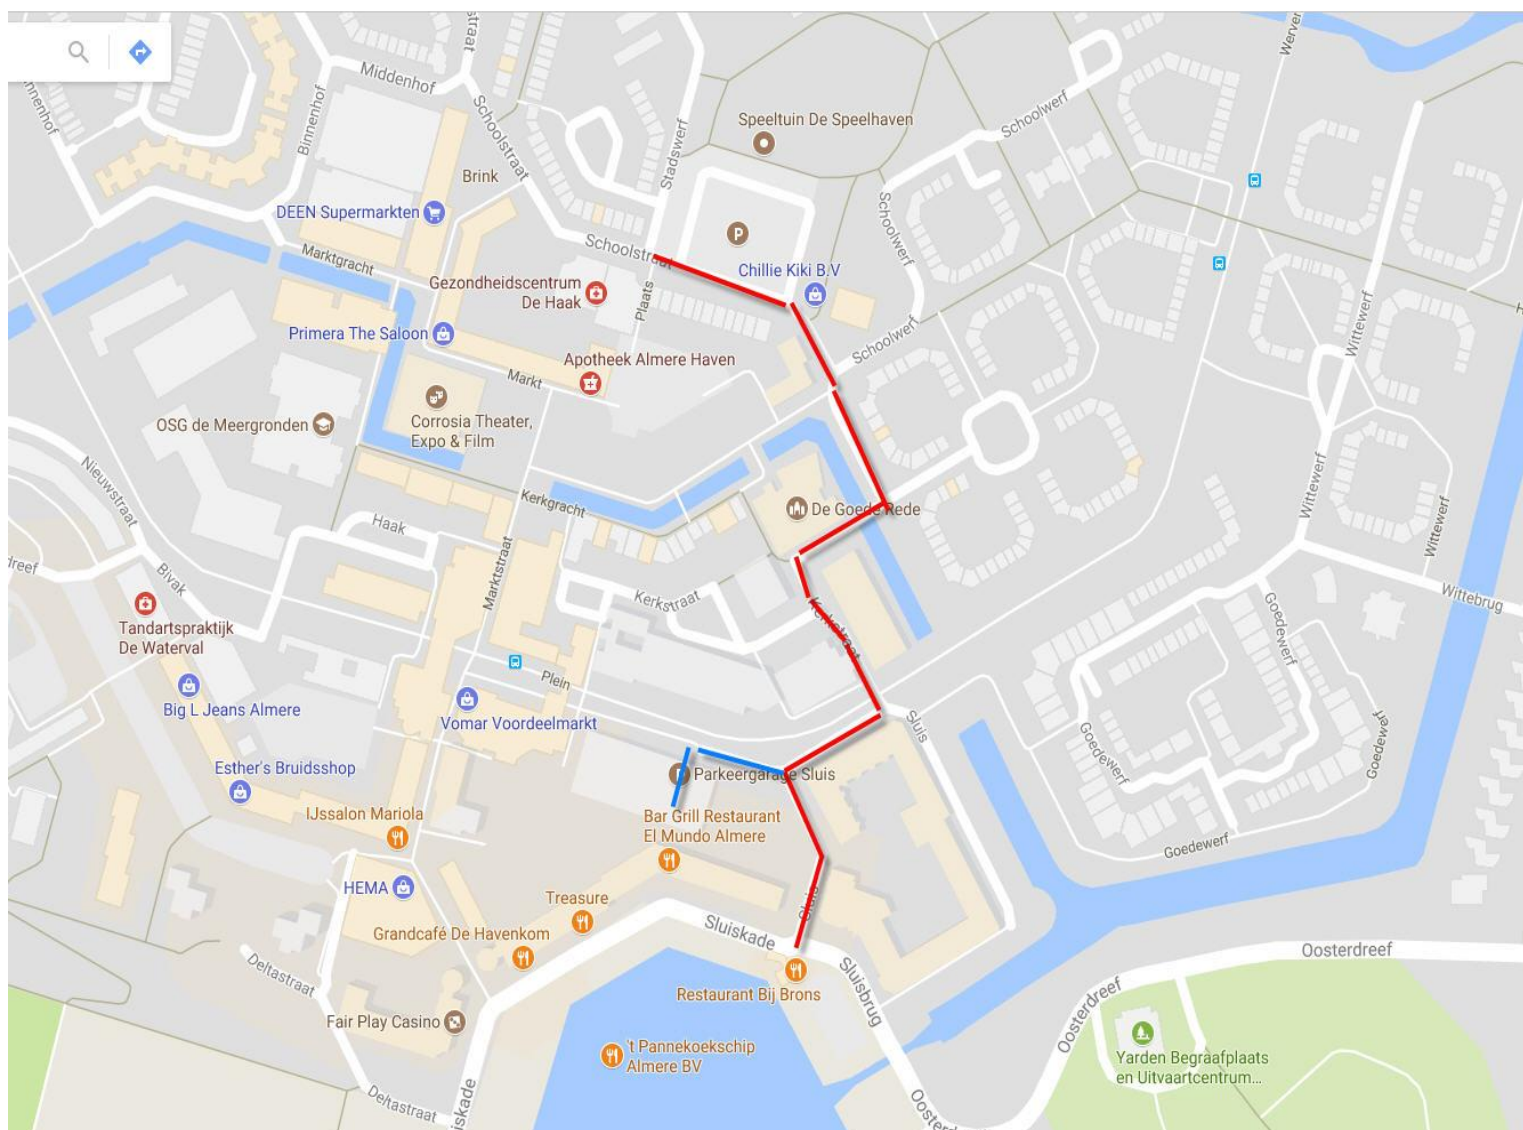 Middenhof
Binnenhof
Schoolstraat
Stadswerf
Speeltuin De Speelhaven
Schoolwerf
Brink
DEEN Supermarkten
Schoolwerf
Schoolstraat
Marktgracht
Chillie Kiki B.V
Gezondheidscentrum
De Haak
Plaats
Primera The Saloon
Schoolwerf
Wittewerf
Apotheek Almere Haven
Markt
OSG de Meergronden
Corrosia Theater,
Expo & Film
Nieuwstraat
Kerkgracht
De Goede Rede
Wittewerf
Wittewerf
Haak
Bivak
Marktstraat
Kerkstraat
Kerkstraat
Goedewerf
Wittebrug
Tandartspraktijk
De Waterval
Plein
Big L Jeans Almere
Vomar Voordeelmarkt
Sluis
Goedewerf
Goedewerf
Esther's Bruidsshop
P
Parkeergarage Sluis
IJssalon Mariola
Bar Grill Restaurant
El Mundo Almere
Goedewerf
HEMA
Treasure
Sluis
Grandcafé De Havenkom
Sluiskade
Oosterdreef
Deltastraat
Sluisbrug
Restaurant Bij Brons
Oosterdreef
Fair Play Casino
't Pannekoekschip
Almere BV
Yarden Begraafplaats
en Uitvaartcentrum...
Deltastraat